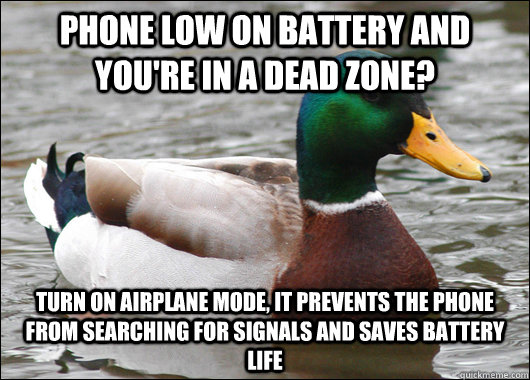 PHONE LOW ON BATTERY AND
YOU'RE IN A DEAD ZONE?
TURN ON AIRPLANE MODE, IT PREVENTS THE PHONE
FROM SEARCHING FOR SIGNALS AND SAVES BATTERY
LIFE
quickmeme.com